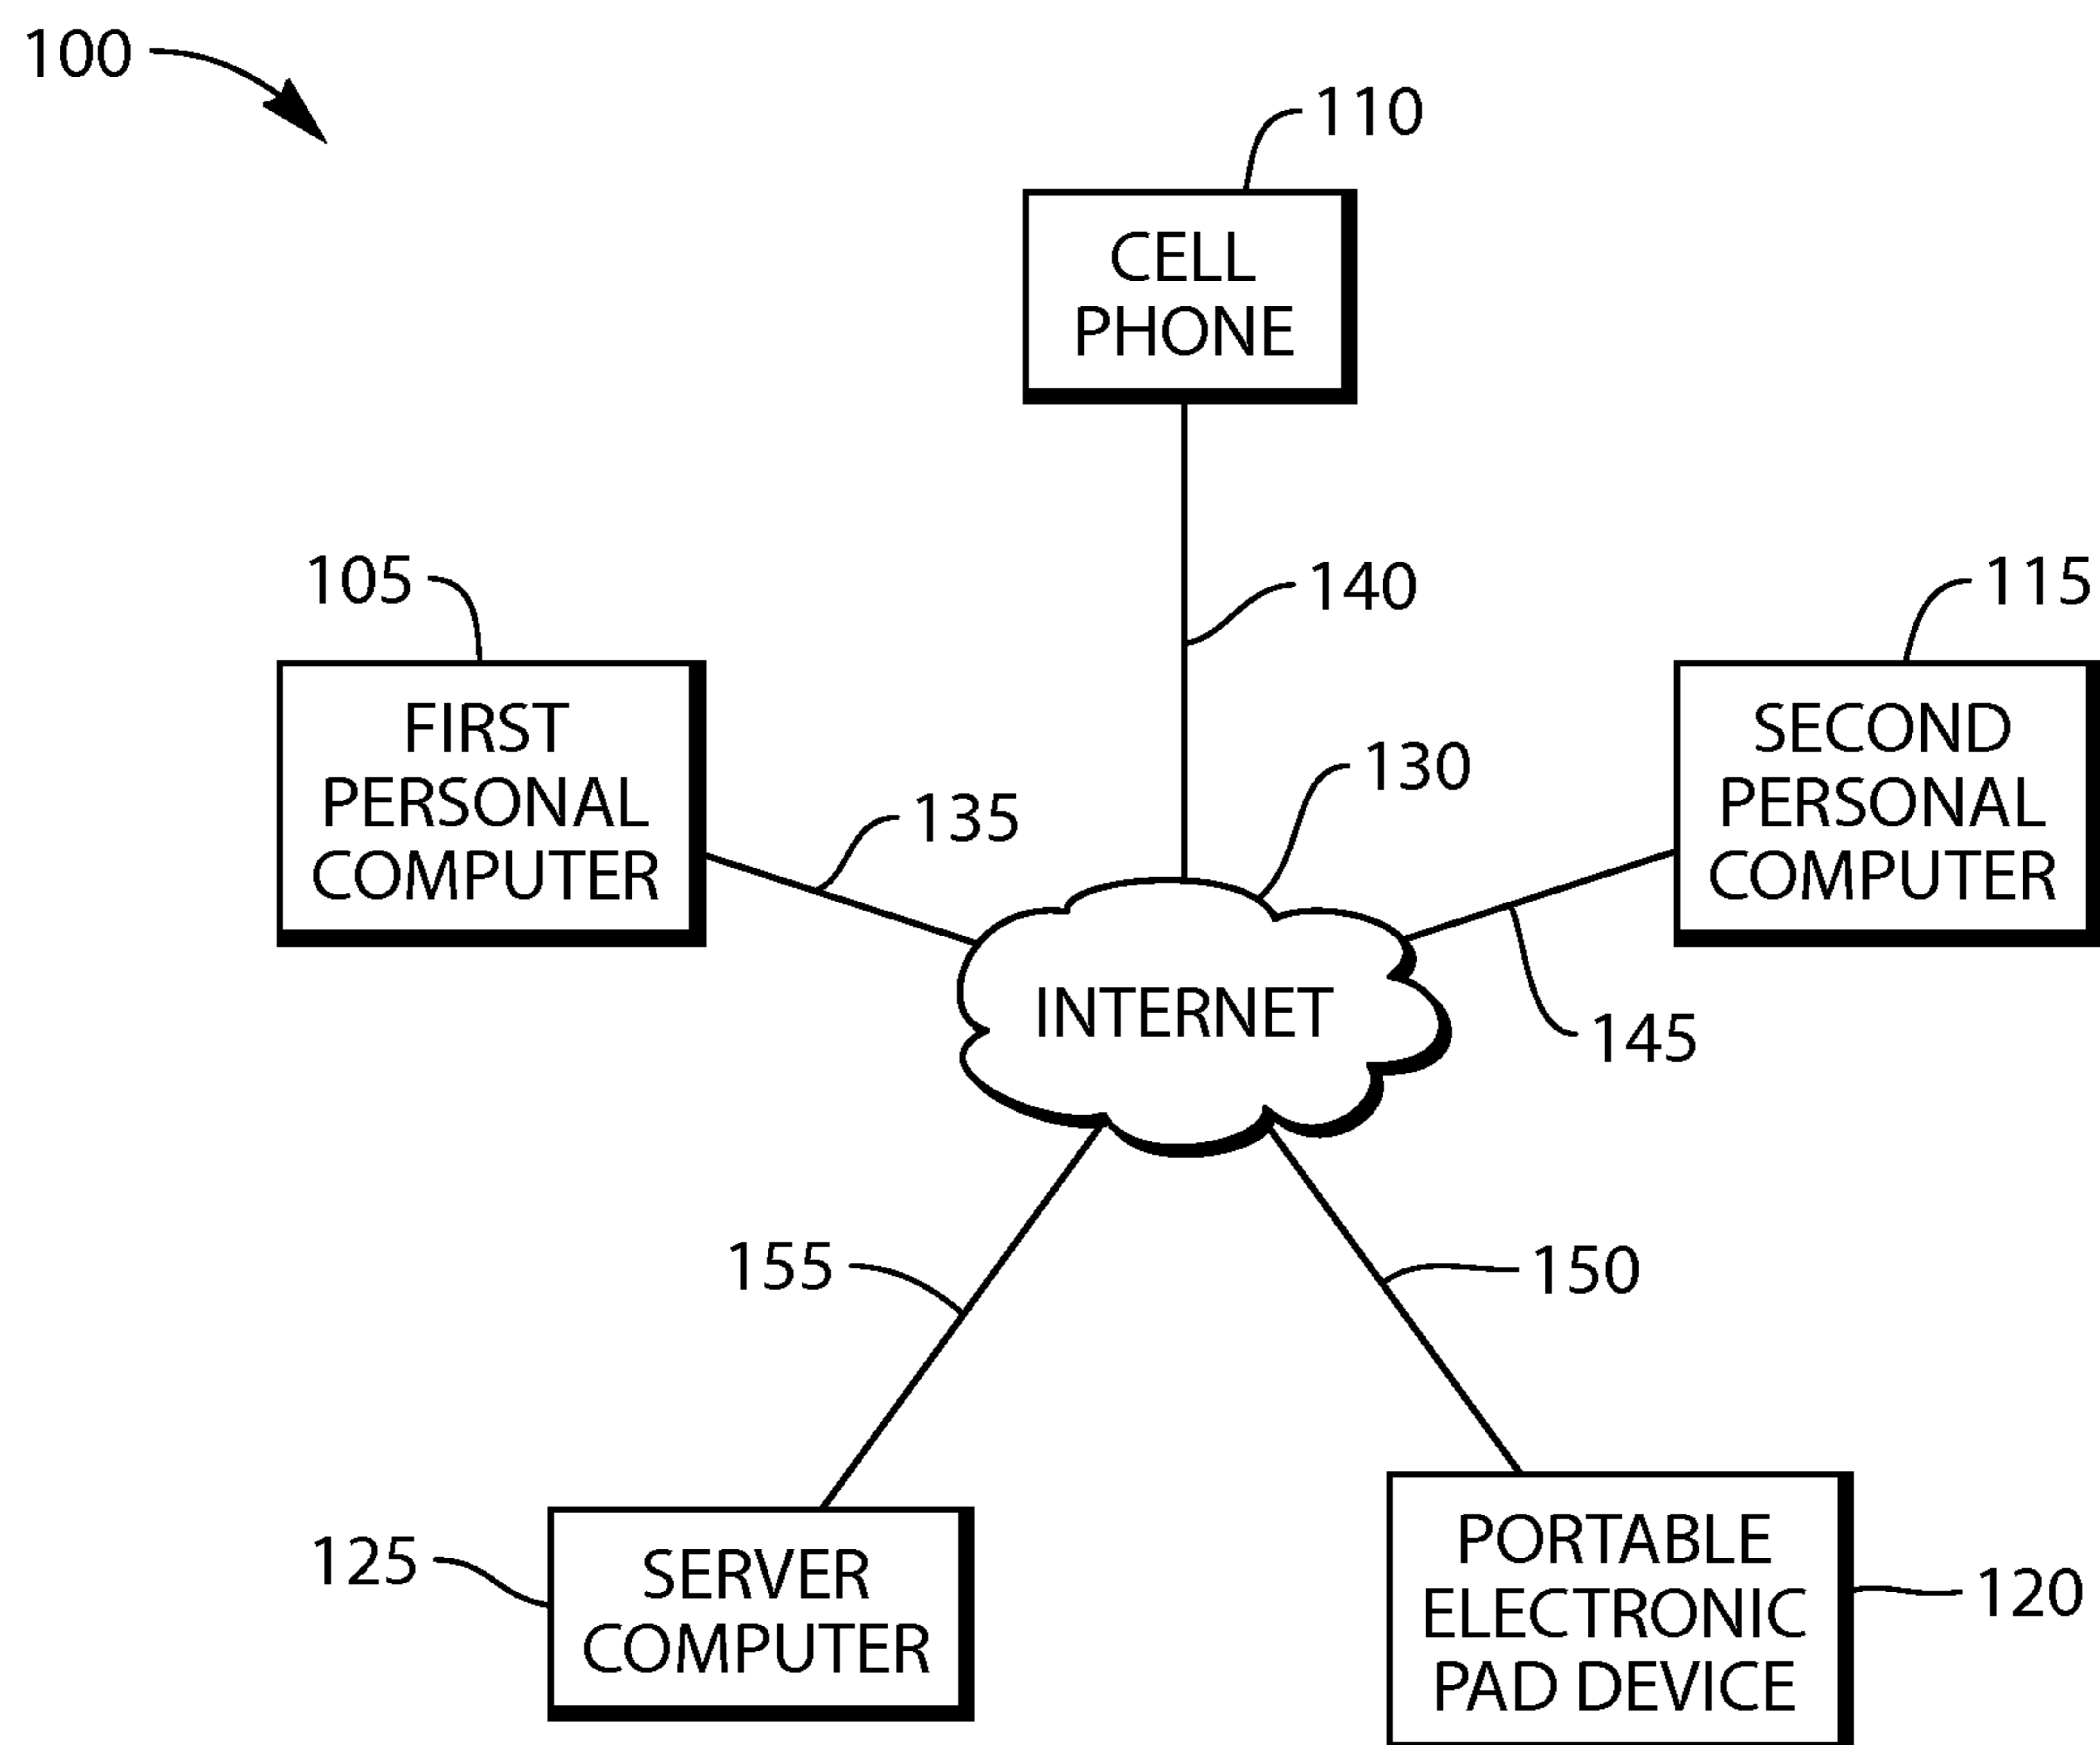 100
110
CELL
PHONE
140
105
115
FIRST
PERSONAL
COMPUTER
SECOND
PERSONAL
COMPUTER
130
135
INTERNET
145
155
150
125
SERVER
COMPUTER
PORTABLE
ELECTRONIC
PAD DEVICE
120